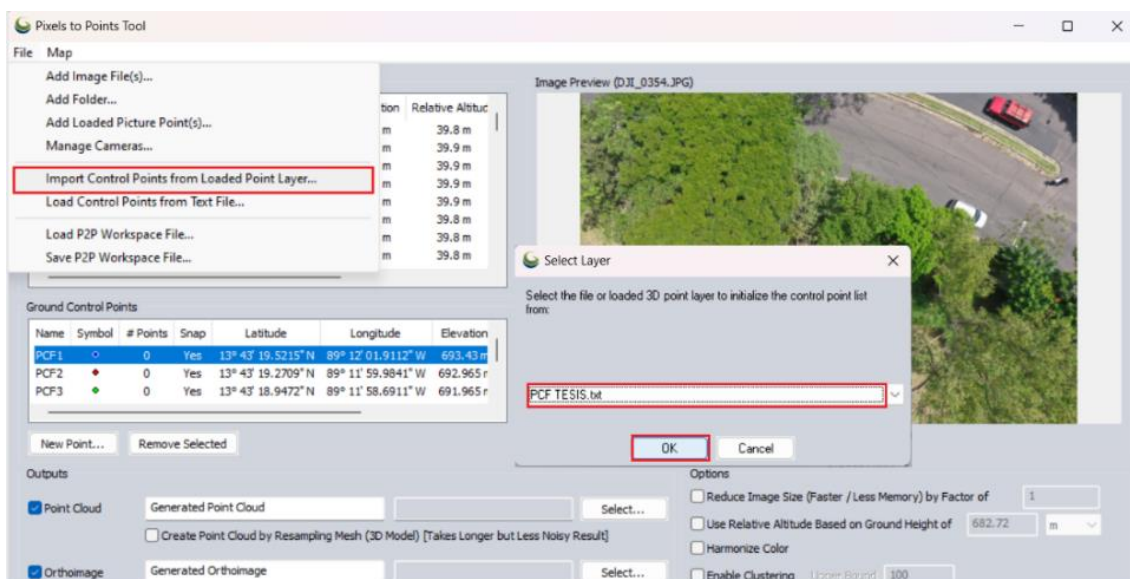 Pixels to Points Tool
File Map
Add Image File(s)...
Add Folder...
Add Loaded Picture Point(s)...
Manage Cameras...
Import Control Points from Loaded Point Layer...
Load Control Points from Text File...
Load P2P Workspace File...
Save P2P Workspace File...
Image Preview (DJI_0354.JPG)
tion Relative Altitud
m 39.8 m
m 39.9 m
m 39.9 m
m 39.9 m
m 39.9 m
m 39.8 m
m 39.8 m
m 39.8 m
Select Layer
Select the file or loaded 3D point layer to initialize the control point list
from:
PCF TESIS.txt
OK Cancel
Ground Control Points
Name Symbol # Points Snap Latitude Longitude Elevation
PCF1 0 Yes 13° 43' 19.5215" N 89° 12' 01.9112" W 693.43 m
PCF2 0 Yes 13° 43' 19.2709" N 89° 11' 59.9841" W 692.965 r
PCF3 0 Yes 13° 43' 18.9472" N 89° 11' 58.6911" W 691.965 r
New Point... Remove Selected
Outputs
Point Cloud Generated Point Cloud Select...
Create Point Cloud by Resampling Mesh (3D Model) [Takes Longer but Less Noisy Result]
Orthoimage Generated Orthoimage Select...
Options
Reduce Image Size (Faster / Less Memory) by Factor of 1
Use Relative Altitude Based on Ground Height of 682.72 m
Harmonize Color
Enable Clustering Upper Bound 100